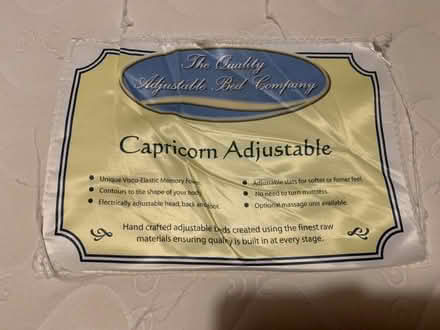 The Quality
Adjustable Bed Company
Capricorn Adjustable
Unique Visco-Elastic Memory Foam.
Contours to the shape of your body.
Electrically adjustable head, back and foot.
Adjustable slats for softer or firmer feel.
No need to turn mattress.
Optional massage unit available.
Hand crafted adjustable beds created using the finest raw
materials ensuring quality is built in at every stage.